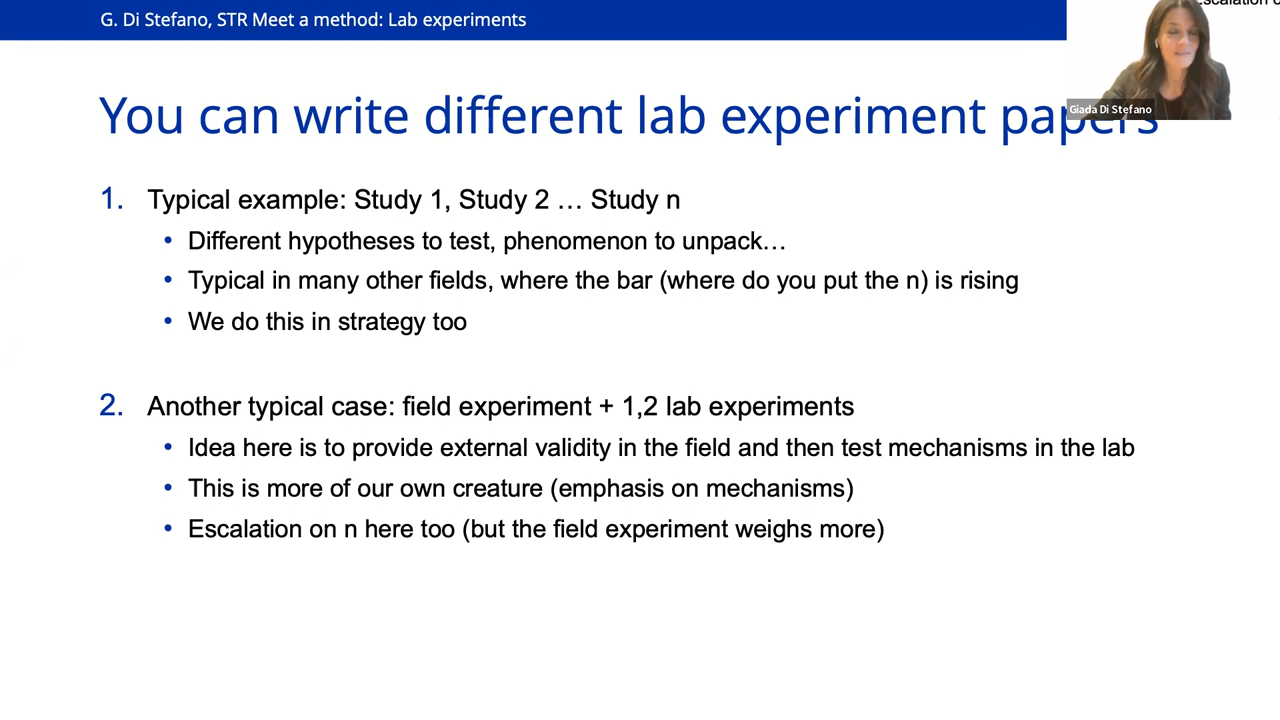 G. Di Stefano, STR Meet a method: Lab experiments
Giada Di Stefano
You can write different lab experiment papers
1. Typical example: Study 1, Study 2 … Study n
• Different hypotheses to test, phenomenon to unpack…
• Typical in many other fields, where the bar (where do you put the n) is rising
• We do this in strategy too
2. Another typical case: field experiment + 1,2 lab experiments
• Idea here is to provide external validity in the field and then test mechanisms in the lab
• This is more of our own creature (emphasis on mechanisms)
• Escalation on n here too (but the field experiment weighs more)